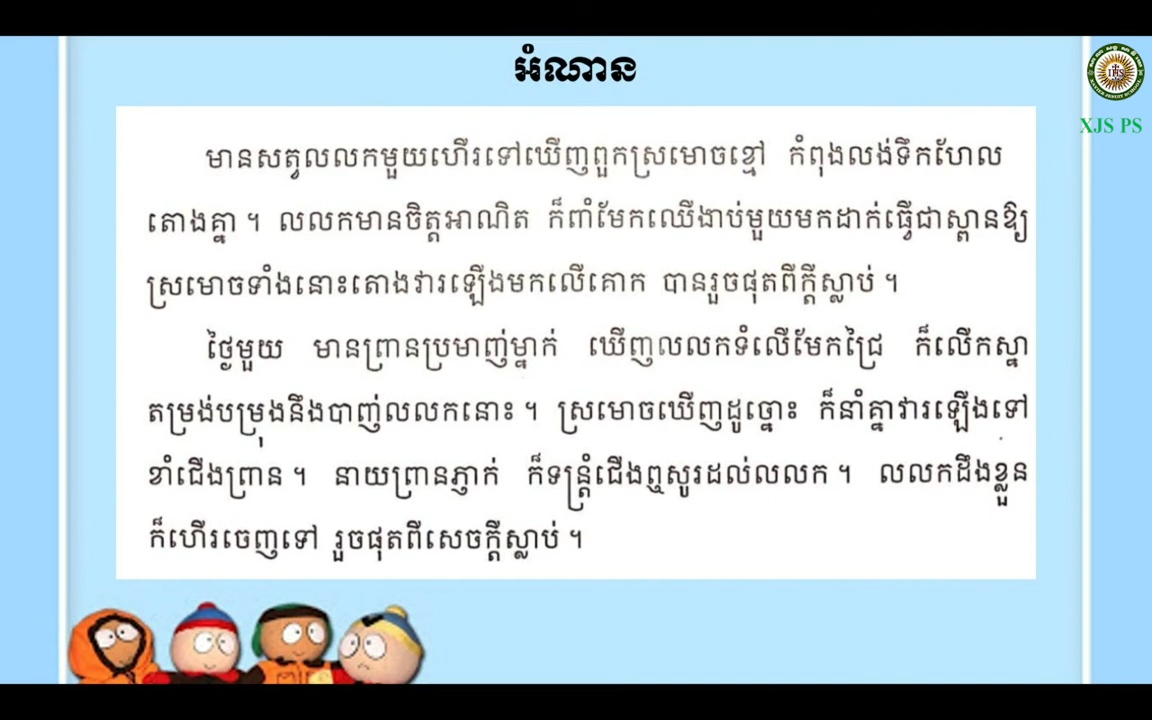 អំណាន
XJS PS
មានសត្វលលកមួយហើរទៅឃើញពួកស្រមោចខ្មៅ កំពុងលង់ទឹកហែល
តោងគ្នា ។ លលកមានចិត្តអាណិត ក៏ពាំមែកឈើងាប់មួយមកដាក់ធ្វើជាស្ពានឱ្យ
ស្រមោចទាំងនោះតោងវារឡើងមកលើគោក បានរួចផុតពីក្ដីស្លាប់ ។
ថ្ងៃមួយ មានព្រានប្រមាញ់ម្នាក់ ឃើញលលកទំលើមែកជ្រៃ ក៏លើកស្នា
តម្រង់បម្រុងនឹងបាញ់លលកនោះ ។ ស្រមោចឃើញដូច្នោះ ក៏នាំគ្នាវារឡើងទៅ
ខាំជើងព្រាន ។ នាយព្រានភ្ញាក់ ក៏ទន្ទ្រាំជើងឮសូរដល់លលក ។ លលកដឹងខ្លួន
ក៏ហើរចេញទៅ រួចផុតពីសេចក្ដីស្លាប់ ។